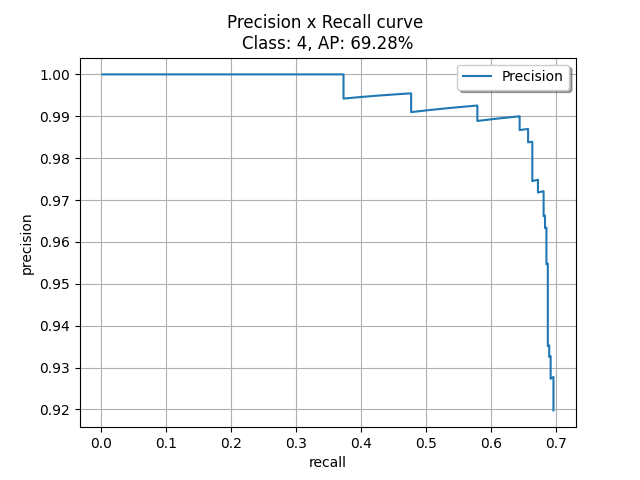 Precision x Recall curve
Class: 4, AP: 69.28%
Precision
1.00
0.99
0.98
0.97
0.96
0.95
0.94
0.93
0.92
precision
0.0 0.1 0.2 0.3 0.4 0.5 0.6 0.7
recall